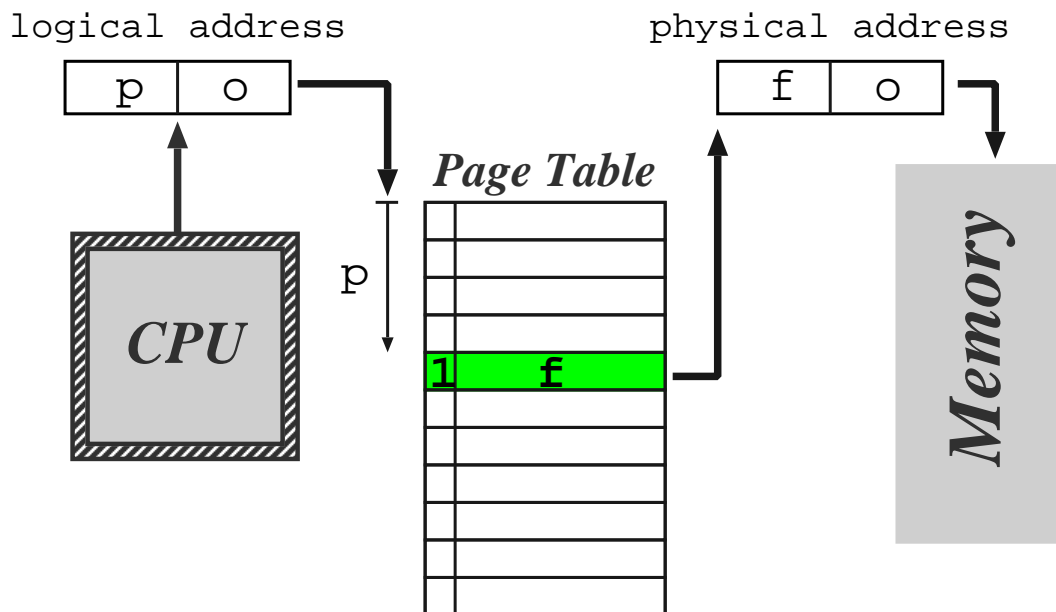 logical address
physical address
p o
f o
Page Table
p
CPU
1 f
Memory